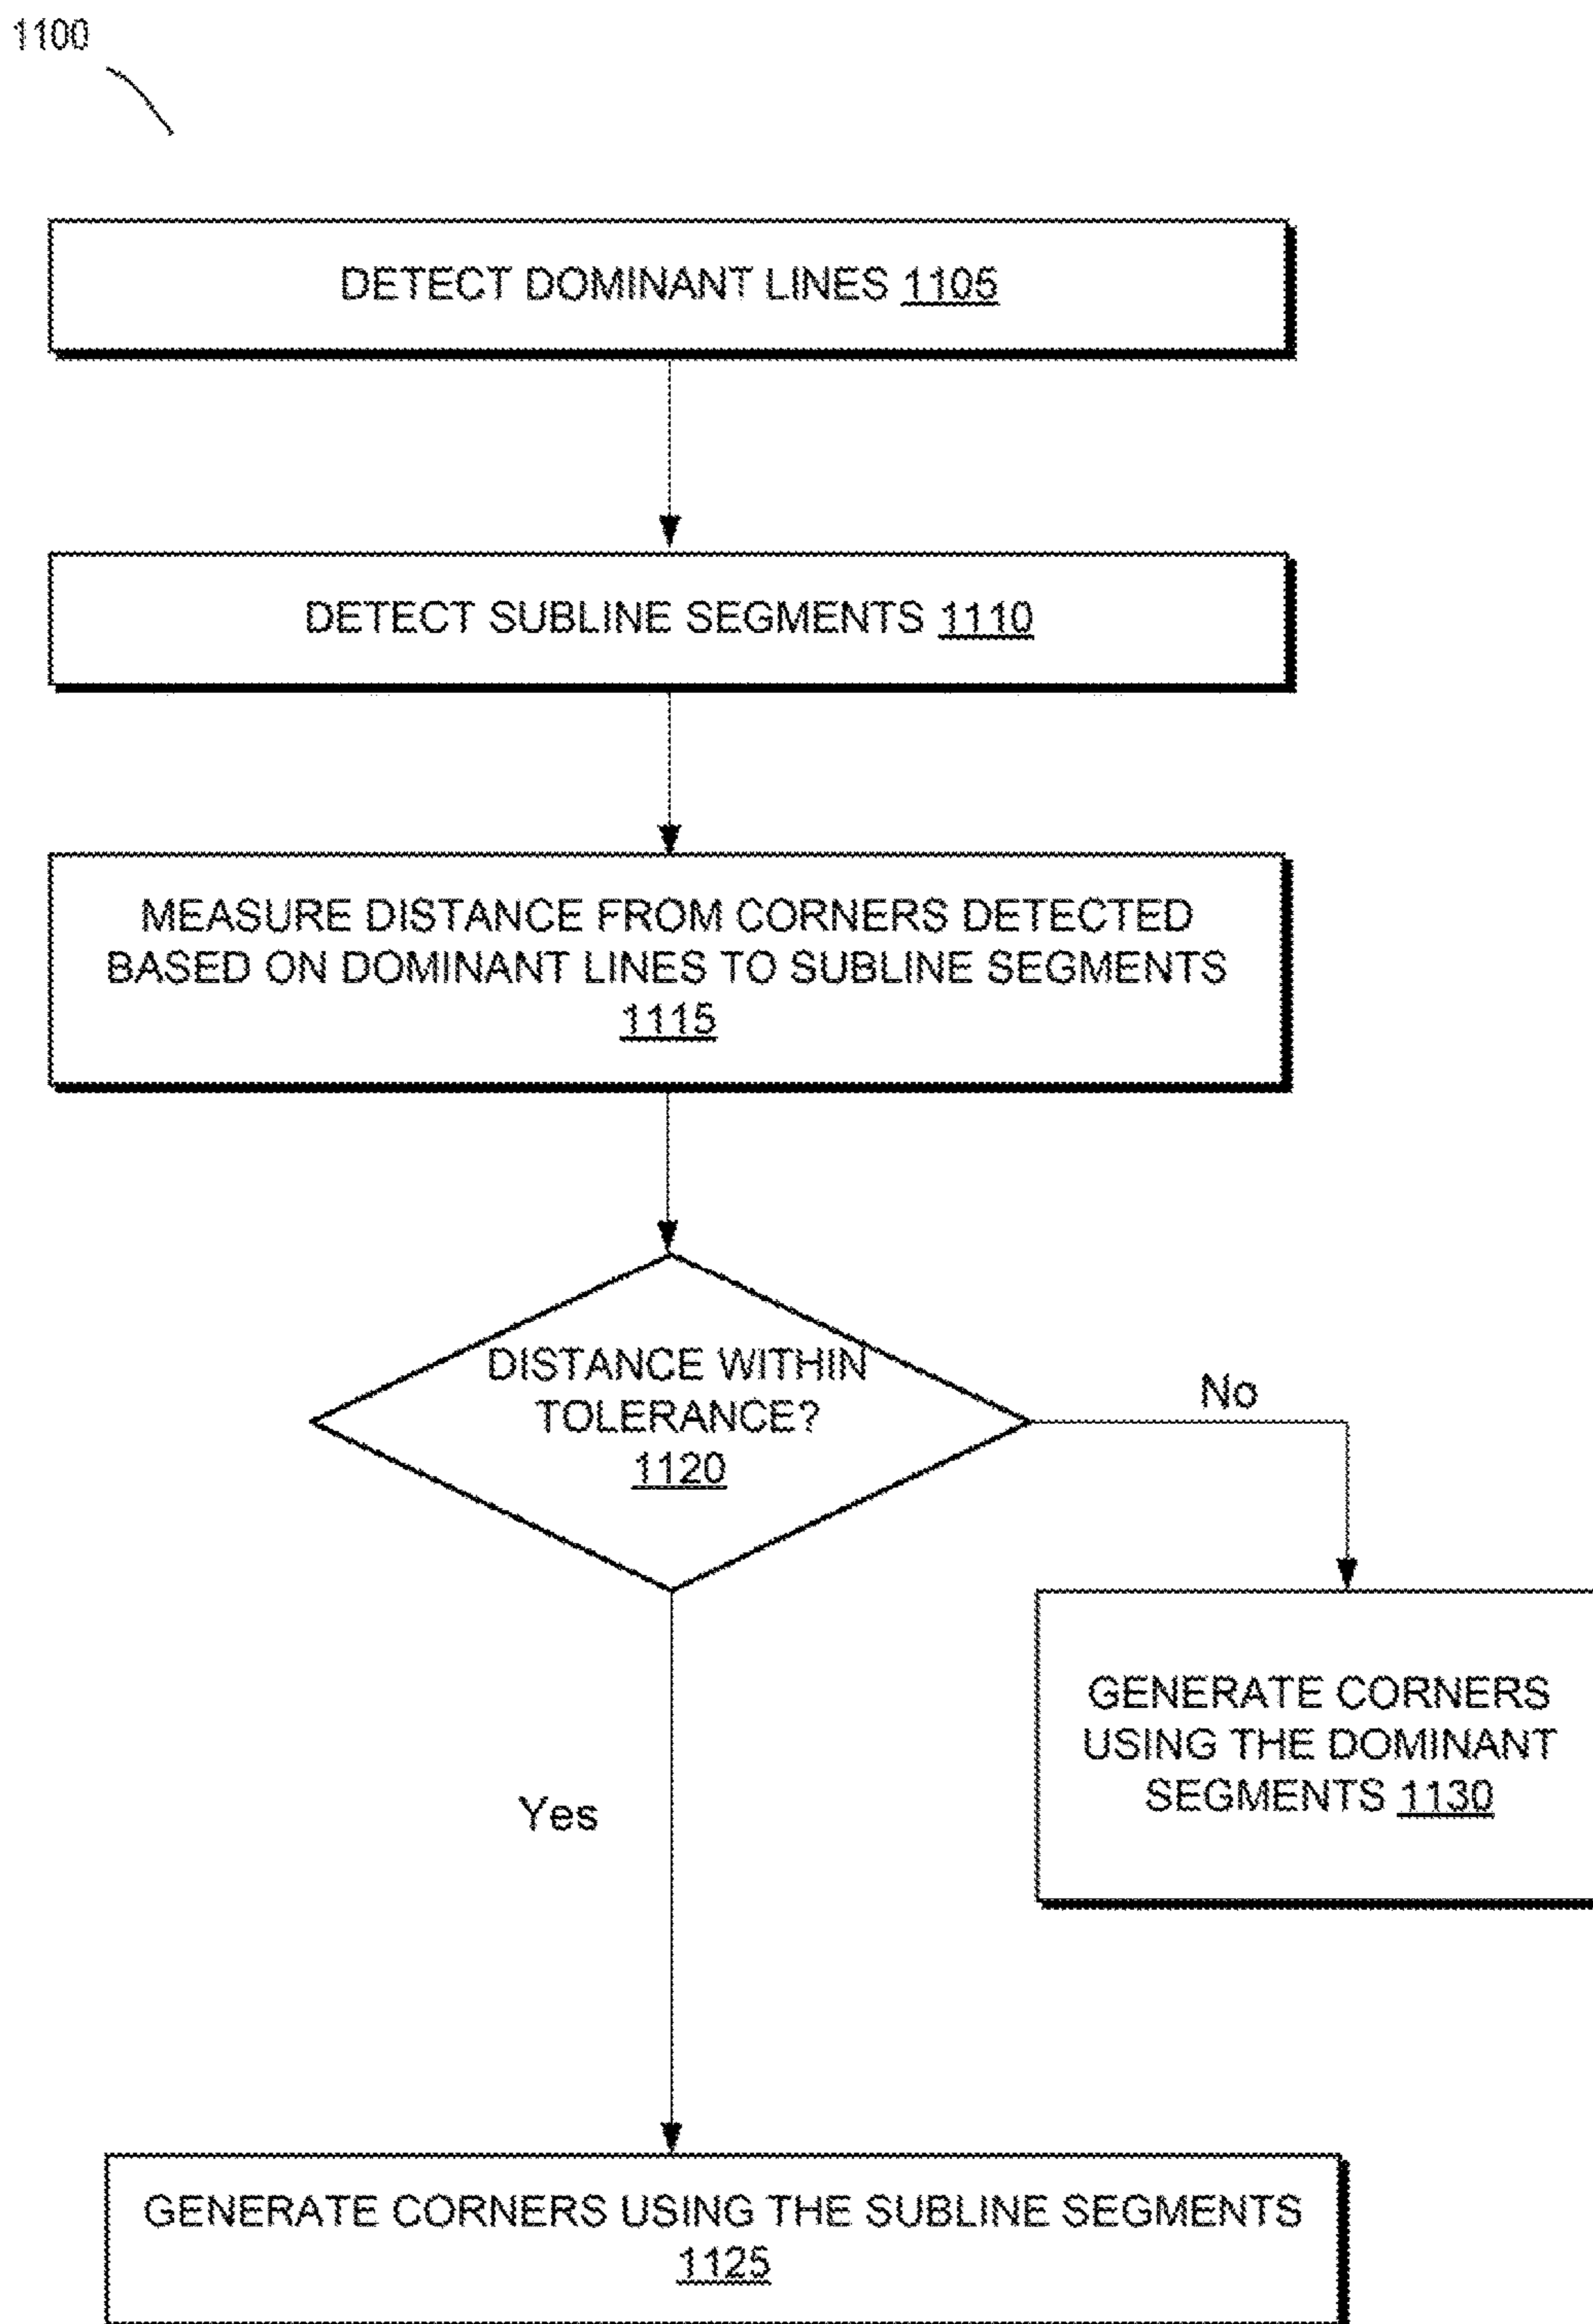 1100
DETECT DOMINANT LINES 1105
DETECT SUBLINE SEGMENTS 1110
MEASURE DISTANCE FROM CORNERS DETECTED
BASED ON DOMINANT LINES TO SUBLINE SEGMENTS
1115
DISTANCE WITHIN
TOLERANCE?
1120
No
GENERATE CORNERS
USING THE DOMINANT
SEGMENTS 1130
Yes
GENERATE CORNERS USING THE SUBLINE SEGMENTS
1125